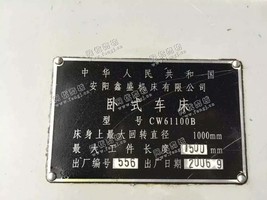 中华人民共和国
安阳鑫盛机床有限公司
卧式车床
型号 CW61100B
床身上最大回转直径 1000mm
最大工件长度 1500mm
出厂编号 556 出厂日期 2006 9